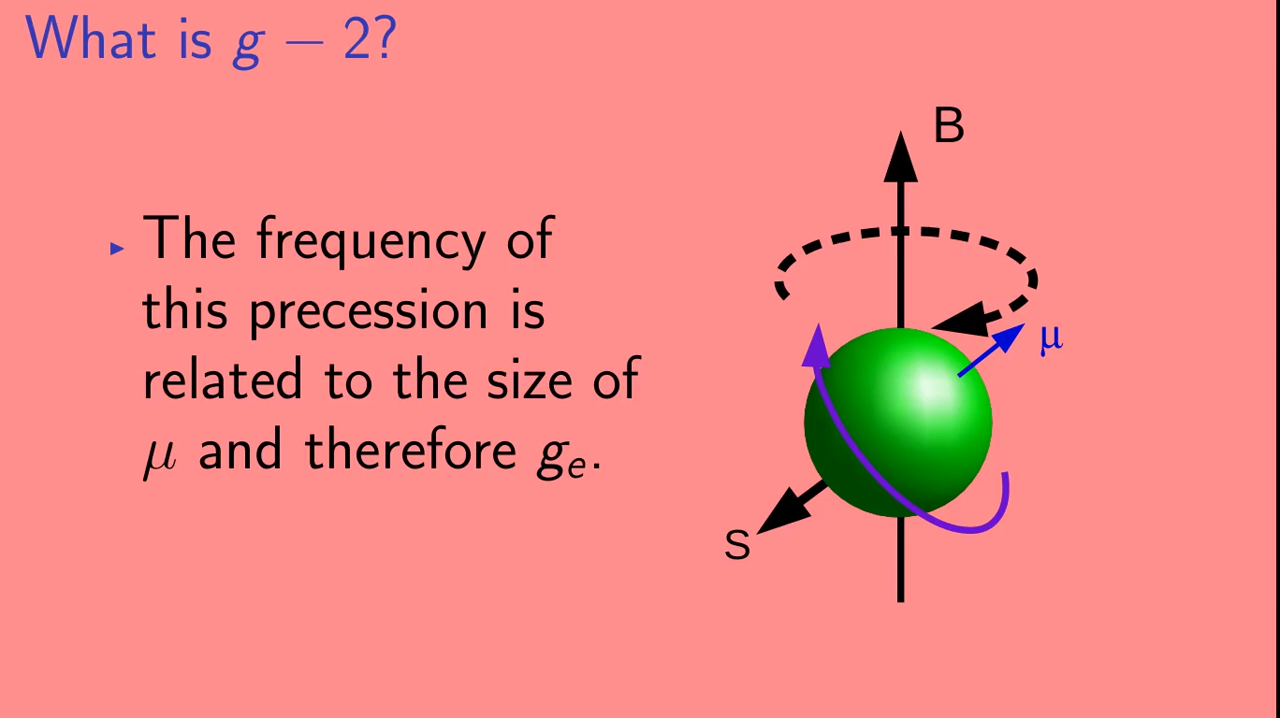 What is g − 2?
▸ The frequency of
this precession is
related to the size of
μ and therefore gₑ.
B
μ
S